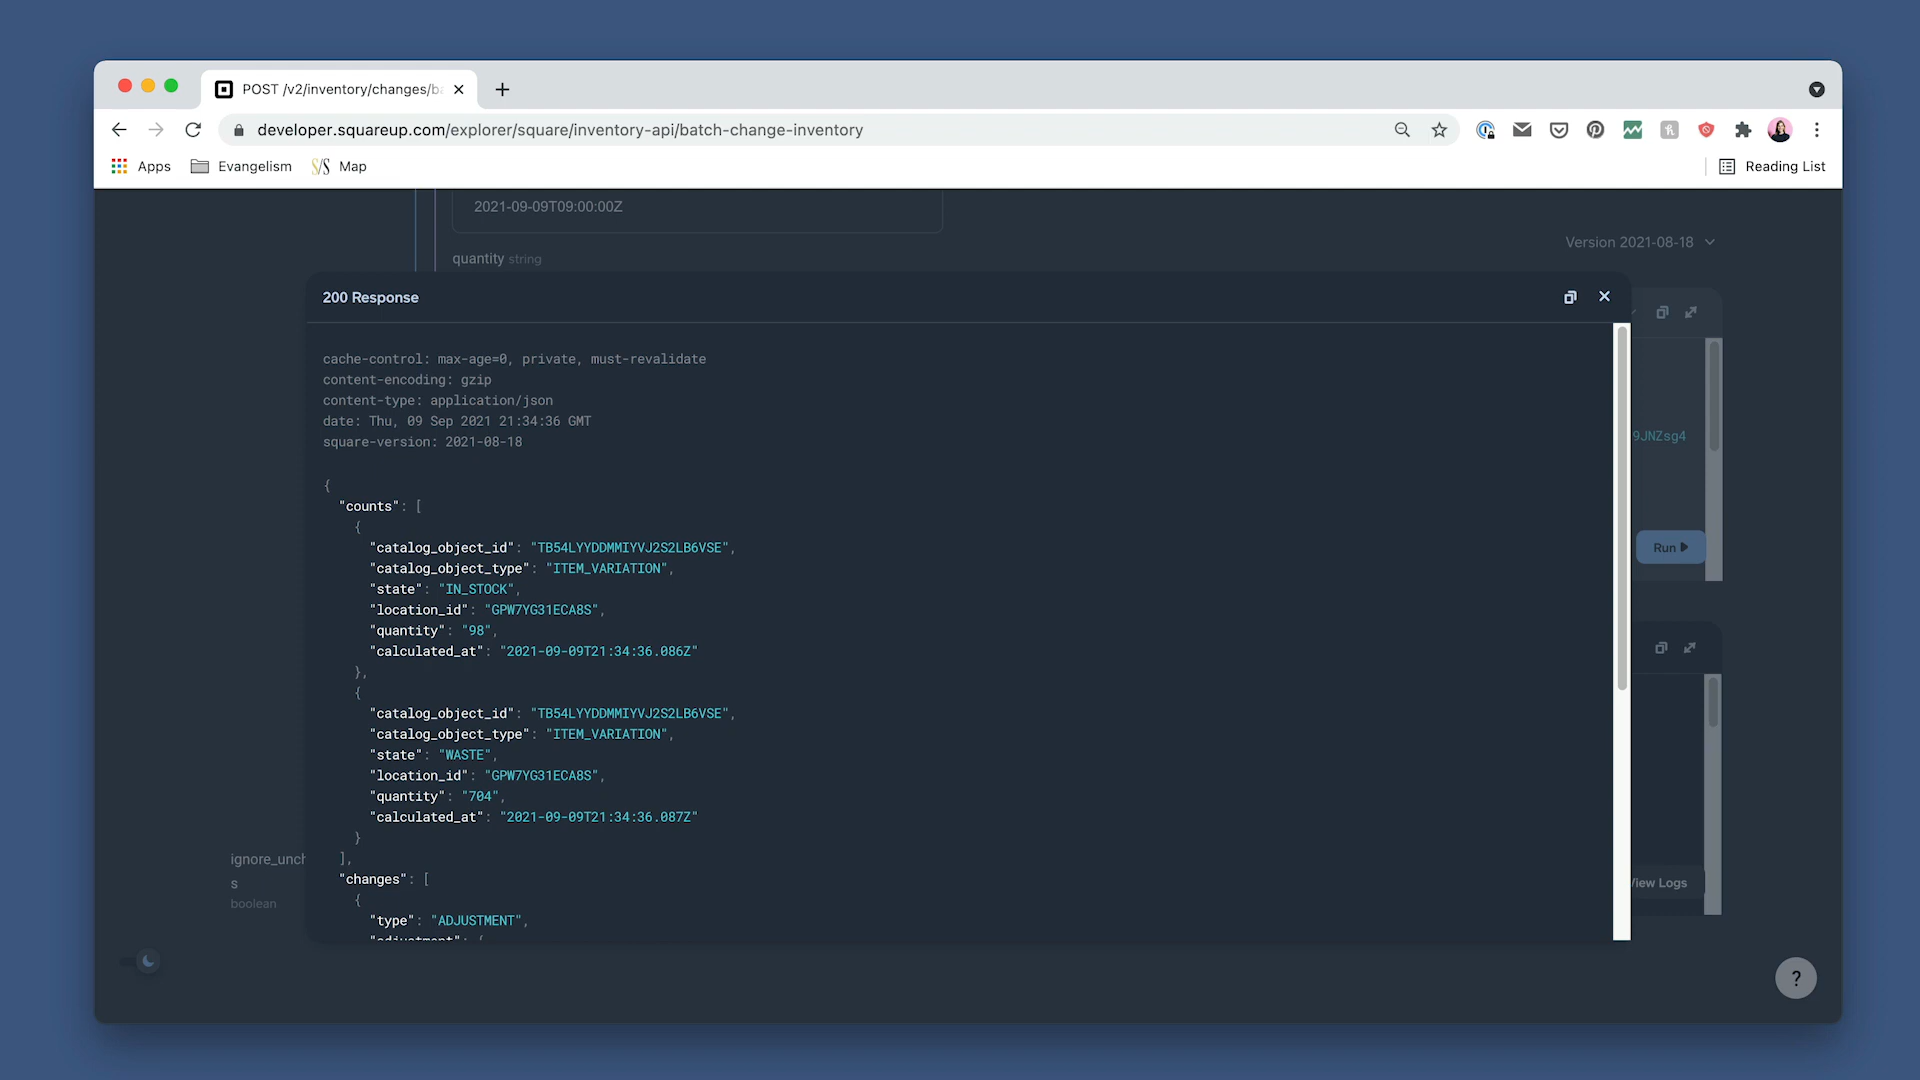 POST /v2/inventory/changes/ba
developer.squareup.com/explorer/square/inventory-api/batch-change-inventory
Apps
Evangelism
Map
Reading List
2021-09-09T09:00:00Z
Version 2021-08-18
quantity string
200 Response
cache-control: max-age=0, private, must-revalidate
content-encoding: gzip
content-type: application/json
date: Thu, 09 Sep 2021 21:34:36 GMT
square-version: 2021-08-18
9JNZsg4
{
"counts": [
{
"catalog_object_id": "TB54LYYDDMMIYVJ2S2LB6VSE",
"catalog_object_type": "ITEM_VARIATION",
"state": "IN_STOCK",
"location_id": "GPW7YG31ECA8S",
"quantity": "98",
"calculated_at": "2021-09-09T21:34:36.086Z"
},
{
"catalog_object_id": "TB54LYYDDMMIYVJ2S2LB6VSE",
"catalog_object_type": "ITEM_VARIATION",
"state": "WASTE",
"location_id": "GPW7YG31ECA8S",
"quantity": "704",
"calculated_at": "2021-09-09T21:34:36.087Z"
}
],
"changes": [
{
"type": "ADJUSTMENT",
"adjustment": {
Run
View Logs
ignore_unch
s
boolean
?